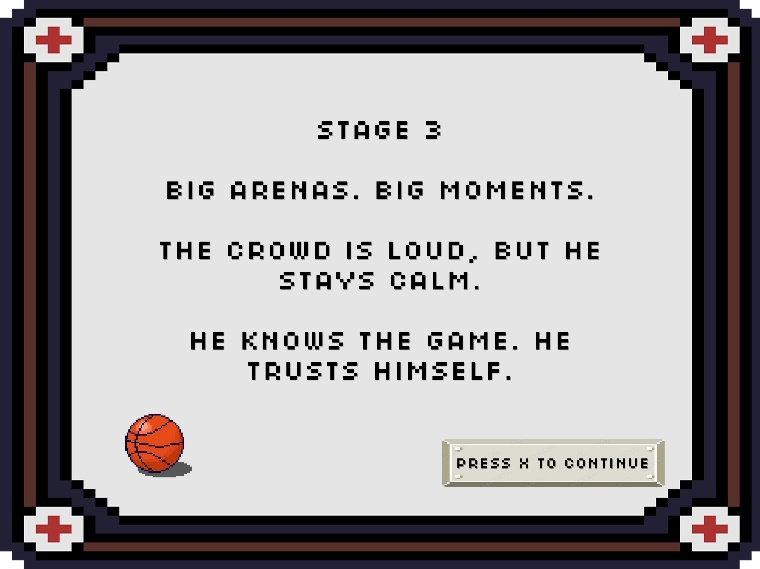 STAGE 3
BIG ARENAS. BIG MOMENTS.
THE CROWD IS LOUD, BUT HE
STAYS CALM.
HE KNOWS THE GAME. HE
TRUSTS HIMSELF.
PRESS X TO CONTINUE